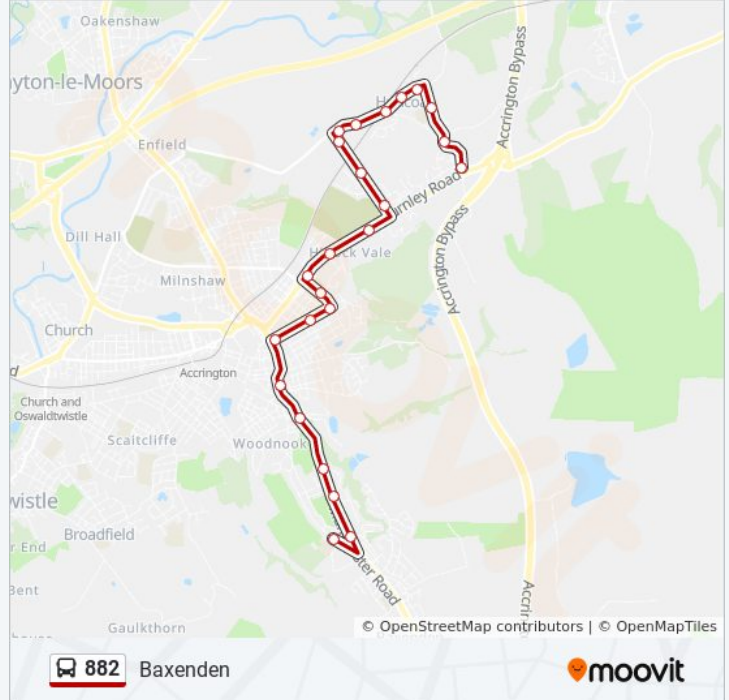 Oakenshaw
Accrington Bypass
yton-le-Moors
Enfield
rnley Road
Dill Hall
Accrington Bypass
Milnshaw
Church
d
Accrington
Church and
Oswaldtwistle
Scaitcliffe
Woodnook
wistle
Broadfield
r End
ter Road
Bent
Accri
Gaulkthorn
© OpenStreetMap contributors | © OpenMapTiles
882 Baxenden
moovit